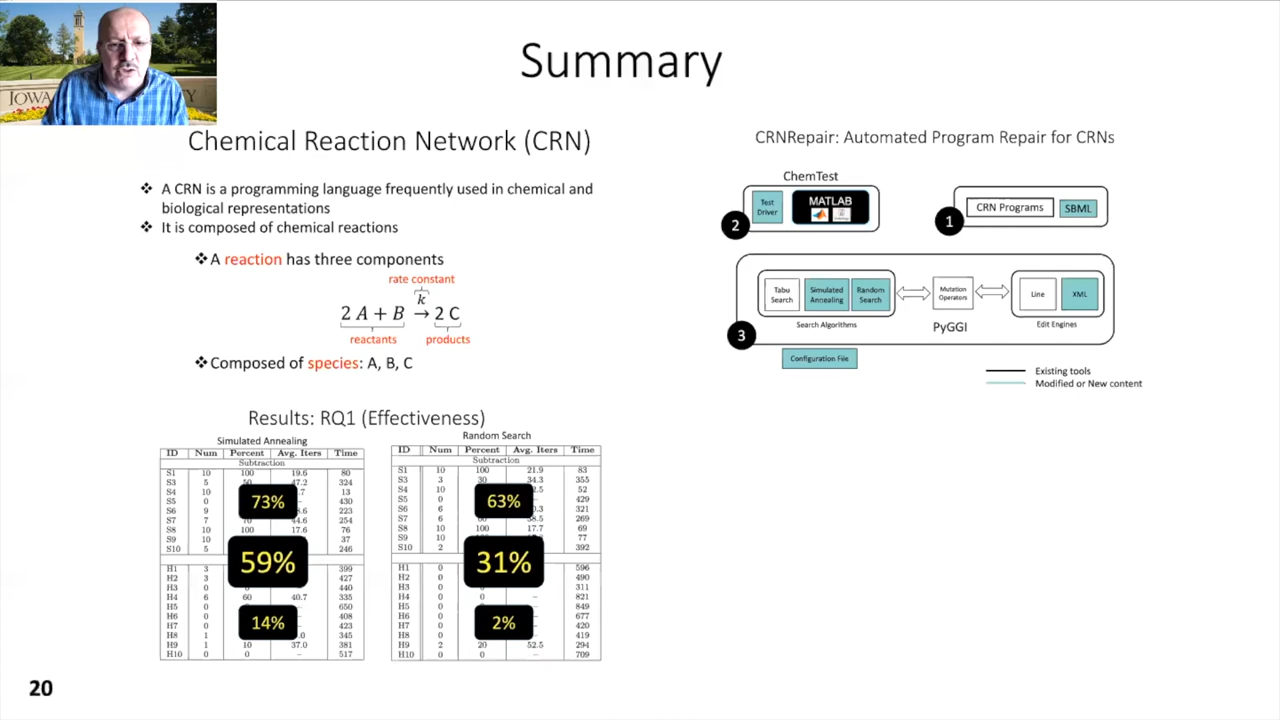 IOWA
Summary
Chemical Reaction Network (CRN)
❖ A CRN is a programming language frequently used in chemical and
biological representations
❖ It is composed of chemical reactions
❖ A reaction has three components
rate constant
k
2 A + B → 2 C
reactants products
❖ Composed of species: A, B, C
CRNRepair: Automated Program Repair for CRNs
ChemTest
Test
Driver
MATLAB
2
CRN Programs SBML
1
Tabu
Search
Simulated
Annealing
Random
Search
Search Algorithms
Mutation
Operators
PyGGI
Line XML
Edit Engines
3
Configuration File
Existing tools
Modified or New content
Results: RQ1 (Effectiveness)
Simulated Annealing
ID Num Percent Avg. Iters Time
Subtraction
S1 10 100 19.6 80
S3 5 47.2 324
S4 10 13
S5 0 430
S6 9 223
S7 7 44.6 254
S8 10 100 17.6 76
S9 10 37
S10 5 246
H1 3 399
H2 3 427
H3 0 440
H4 6 60 40.7 335
H5 0 650
H6 0 408
H7 0 423
H8 1 345
H9 1 10 37.0 381
H10 0 0 – 517
73%
59%
14%
Random Search
ID Num Percent Avg. Iters Time
Subtraction
S1 10 100 21.9 83
S3 3 30 34.3 355
S4 10 52
S5 0 429
S6 6 321
S7 6 269
S8 10 100 17.7 69
S9 10 77
S10 2 392
H1 0 596
H2 0 490
H3 0 311
H4 0 – 821
H5 0 849
H6 0 677
H7 0 420
H8 0 419
H9 2 20 52.5 294
H10 0 0 – 709
63%
31%
2%
20